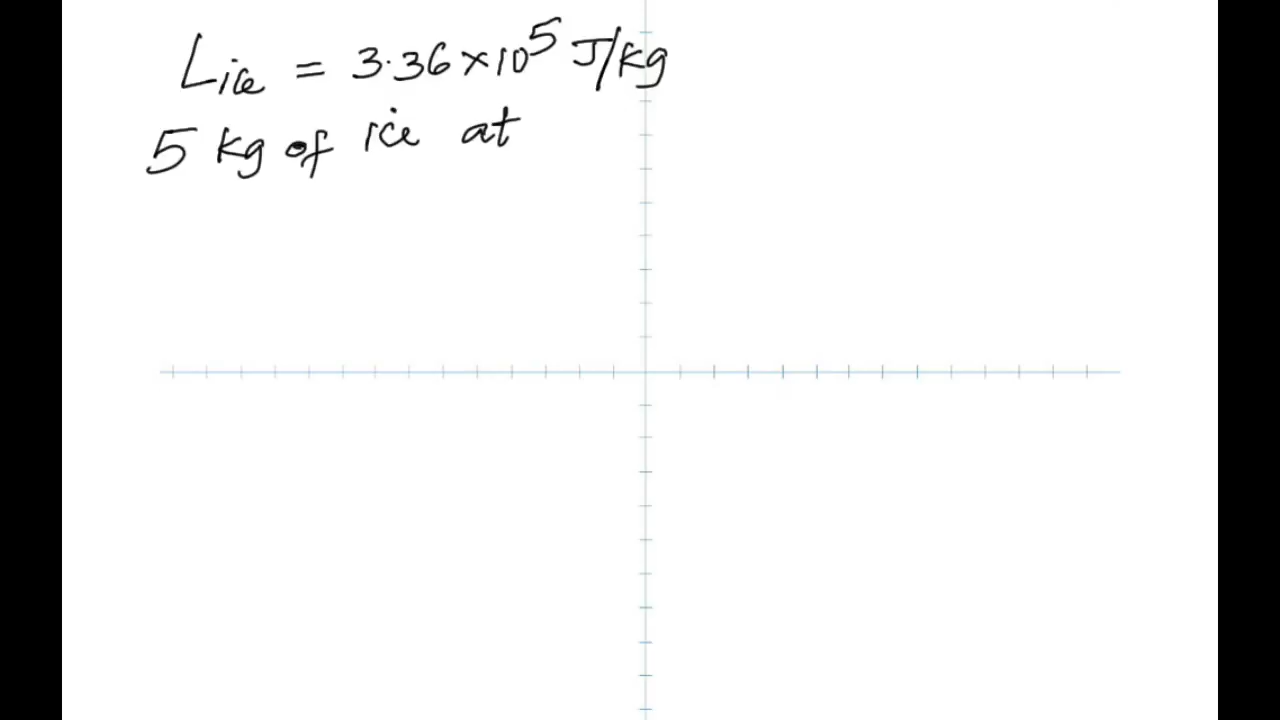 Lice = 3.36×10⁵ J/kg
5 kg of ice at